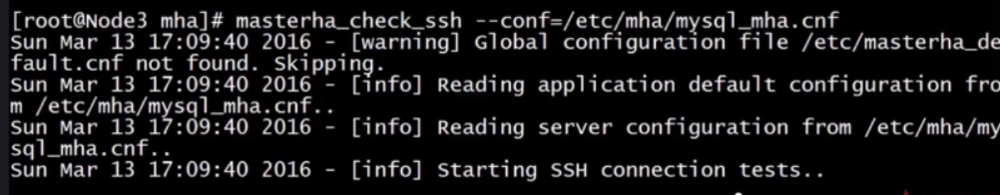 [root@Node3 mha]# masterha_check_ssh --conf=/etc/mha/mysql_mha.cnf
Sun Mar 13 17:09:40 2016 - [warning] Global configuration file /etc/masterha_de
fault.cnf not found. Skipping.
Sun Mar 13 17:09:40 2016 - [info] Reading application default configuration fro
m /etc/mha/mysql_mha.cnf..
Sun Mar 13 17:09:40 2016 - [info] Reading server configuration from /etc/mha/my
sql_mha.cnf..
Sun Mar 13 17:09:40 2016 - [info] Starting SSH connection tests..